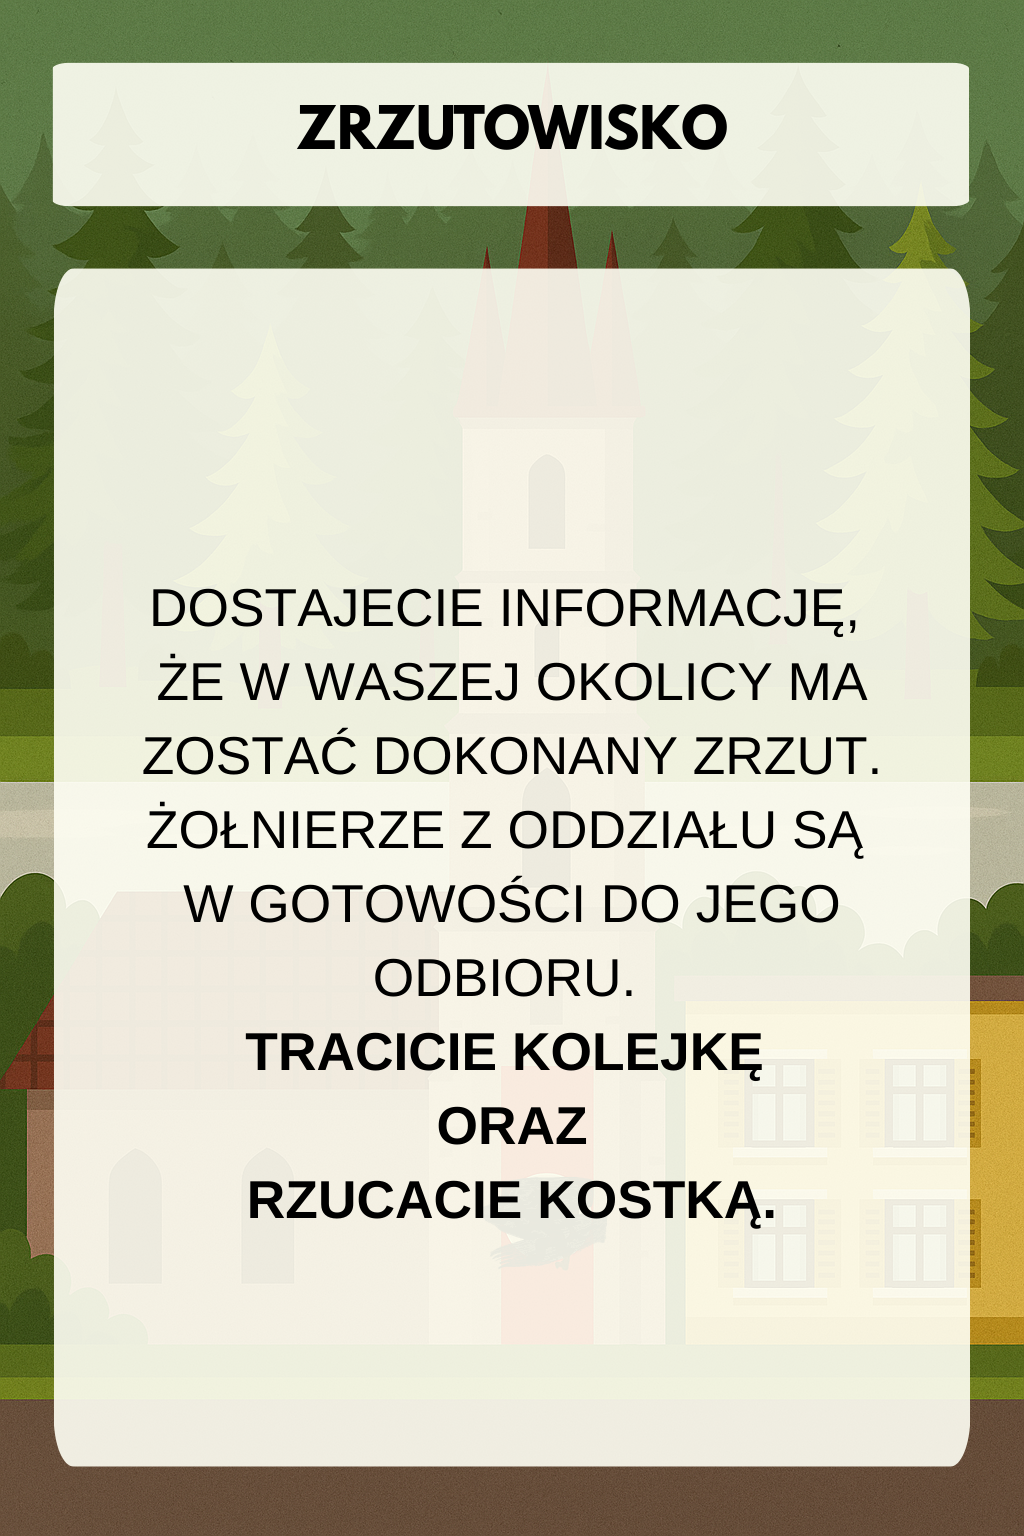 ZRZUTOWISKO
DOSTAJECIE INFORMACJĘ,
ŻE W WASZEJ OKOLICY MA
ZOSTAĆ DOKONANY ZRZUT.
ŻOŁNIERZE Z ODDZIAŁU SĄ
W GOTOWOŚCI DO JEGO
ODBIORU.
TRACICIE KOLEJKĘ
ORAZ
RZUCACIE KOSTKĄ.